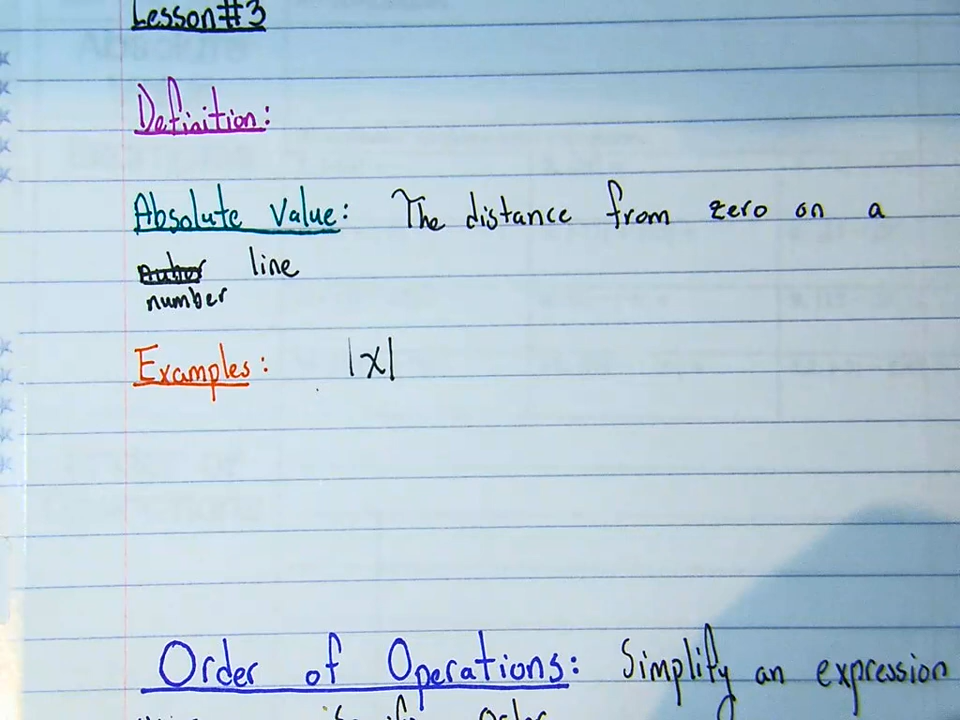 Lesson #3
Definition:
Absolute Value: The distance from zero on a
line
number
Examples: |x|
Order of Operations: Simplify an expression
order